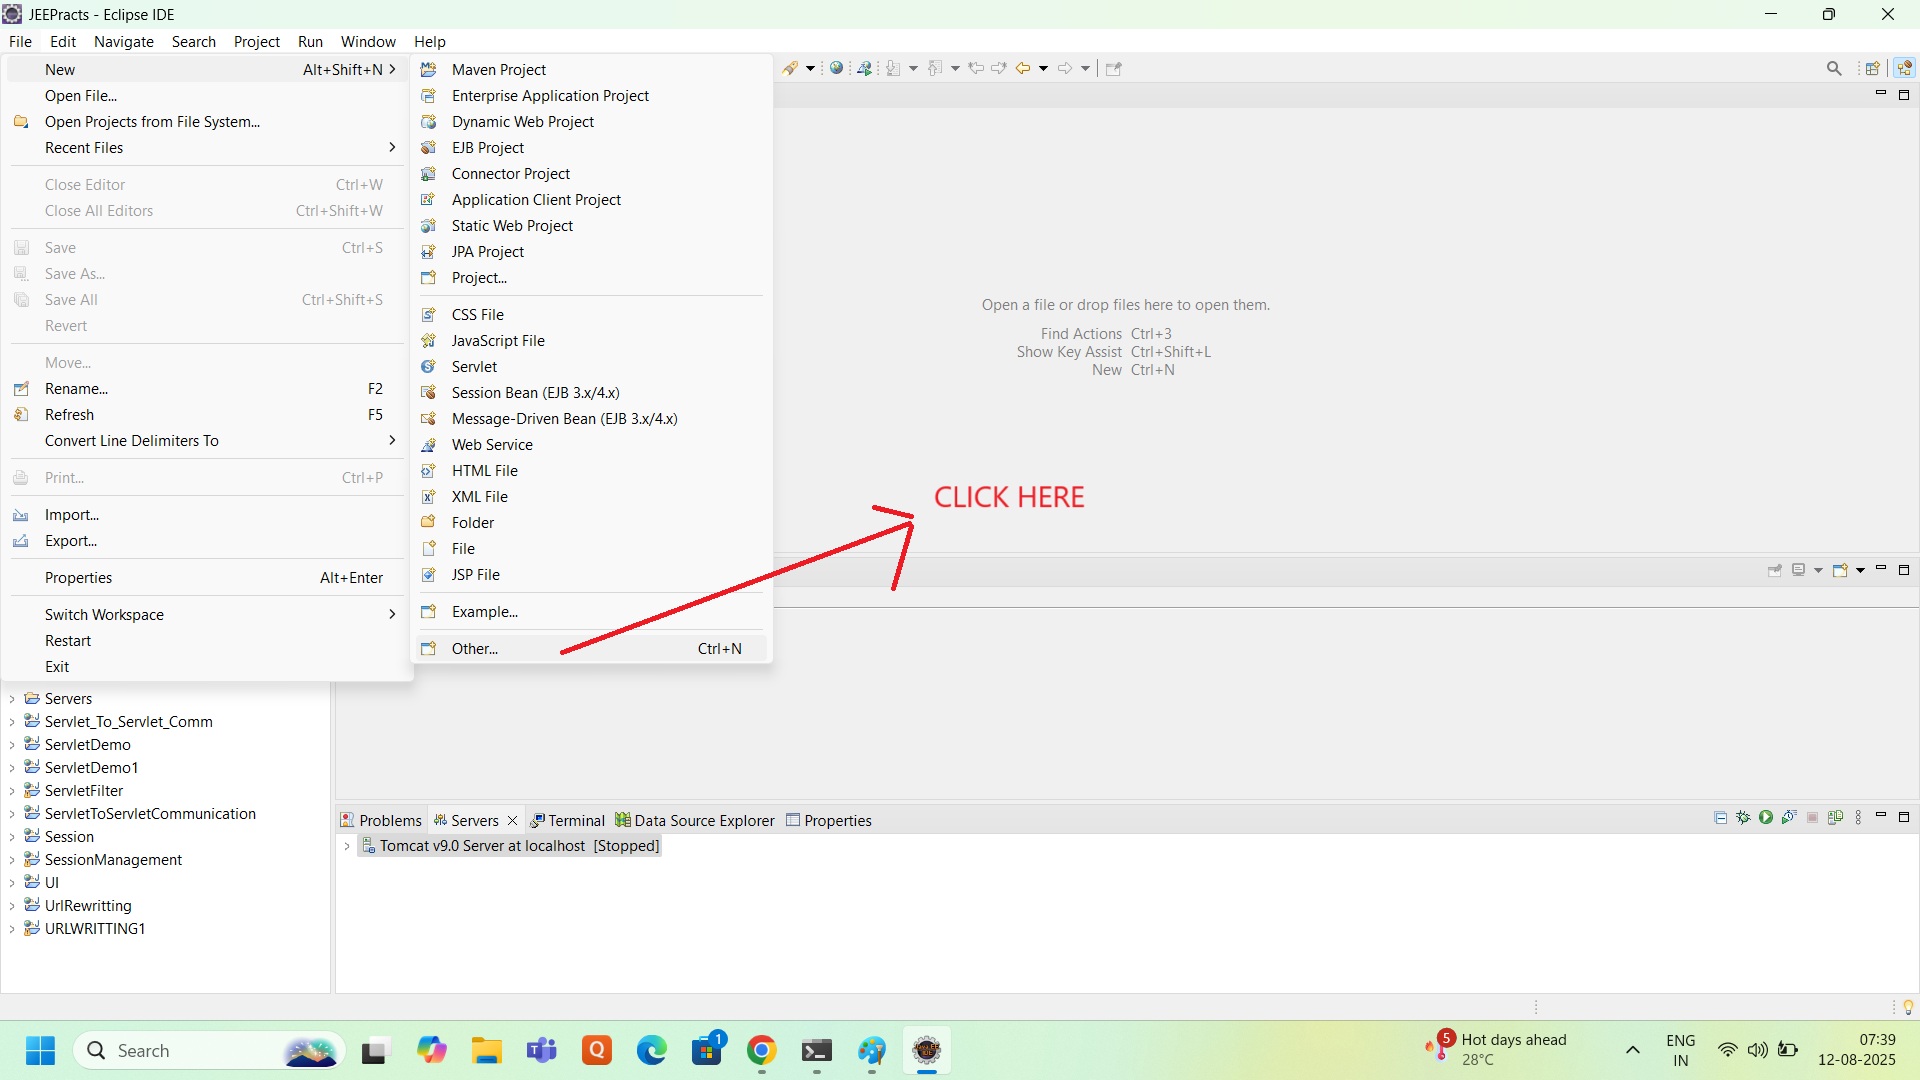 JEEPracts - Eclipse IDE
File Edit Navigate Search Project Run Window Help
New Alt+Shift+N
Open File...
Open Projects from File System...
Recent Files
Close Editor Ctrl+W
Close All Editors Ctrl+Shift+W
Save Ctrl+S
Save As...
Save All Ctrl+Shift+S
Revert
Move...
Rename... F2
Refresh F5
Convert Line Delimiters To
Print... Ctrl+P
Import...
Export...
Properties Alt+Enter
Switch Workspace
Restart
Exit
Maven Project
Enterprise Application Project
Dynamic Web Project
EJB Project
Connector Project
Application Client Project
Static Web Project
JPA Project
Project...
CSS File
JavaScript File
Servlet
Session Bean (EJB 3.x/4.x)
Message-Driven Bean (EJB 3.x/4.x)
Web Service
HTML File
XML File
Folder
File
JSP File
Example...
Other... Ctrl+N
Open a file or drop files here to open them.
Find Actions Ctrl+3
Show Key Assist Ctrl+Shift+L
New Ctrl+N
CLICK HERE
Servers
Servlet_To_Servlet_Comm
ServletDemo
ServletDemo1
ServletFilter
ServletToServletCommunication
Session
SessionManagement
UI
UrlRewritting
URLWRITTING1
Problems Servers Terminal Data Source Explorer Properties
Tomcat v9.0 Server at localhost [Stopped]
Search
1
5
Hot days ahead
28°C
ENG
IN
07:39
12-08-2025